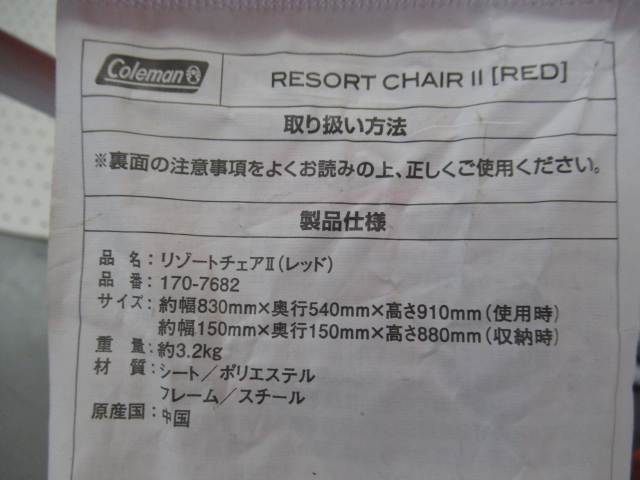 Coleman
RESORT CHAIR II [RED]
取り扱い方法
※裏面の注意事項をよくお読みの上、正しくご使用ください。
製品仕様
品名：リゾートチェアⅡ（レッド）
品番：170-7682
サイズ：約幅830mm×奥行540mm×高さ910mm（使用時）
約幅150mm×奥行150mm×高さ880mm（収納時）
重量：約3.2kg
材質：シート／ポリエステル
フレーム／スチール
原産国：中国